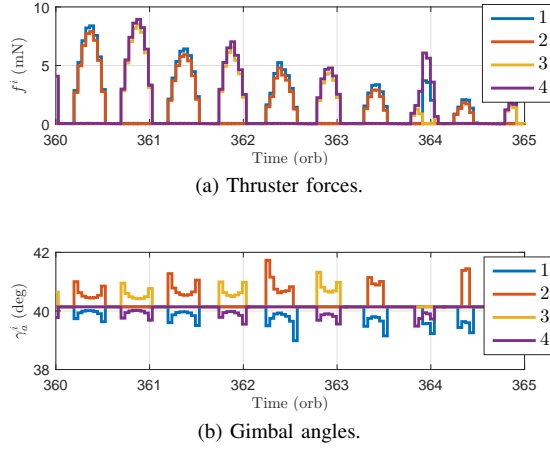 10
5
0
f^i (mN)
1
2
3
4
360 361 362 363 364 365
Time (orb)
(a) Thruster forces.
42
40
38
γ_a^i (deg)
1
2
3
4
360 361 362 363 364 365
Time (orb)
(b) Gimbal angles.